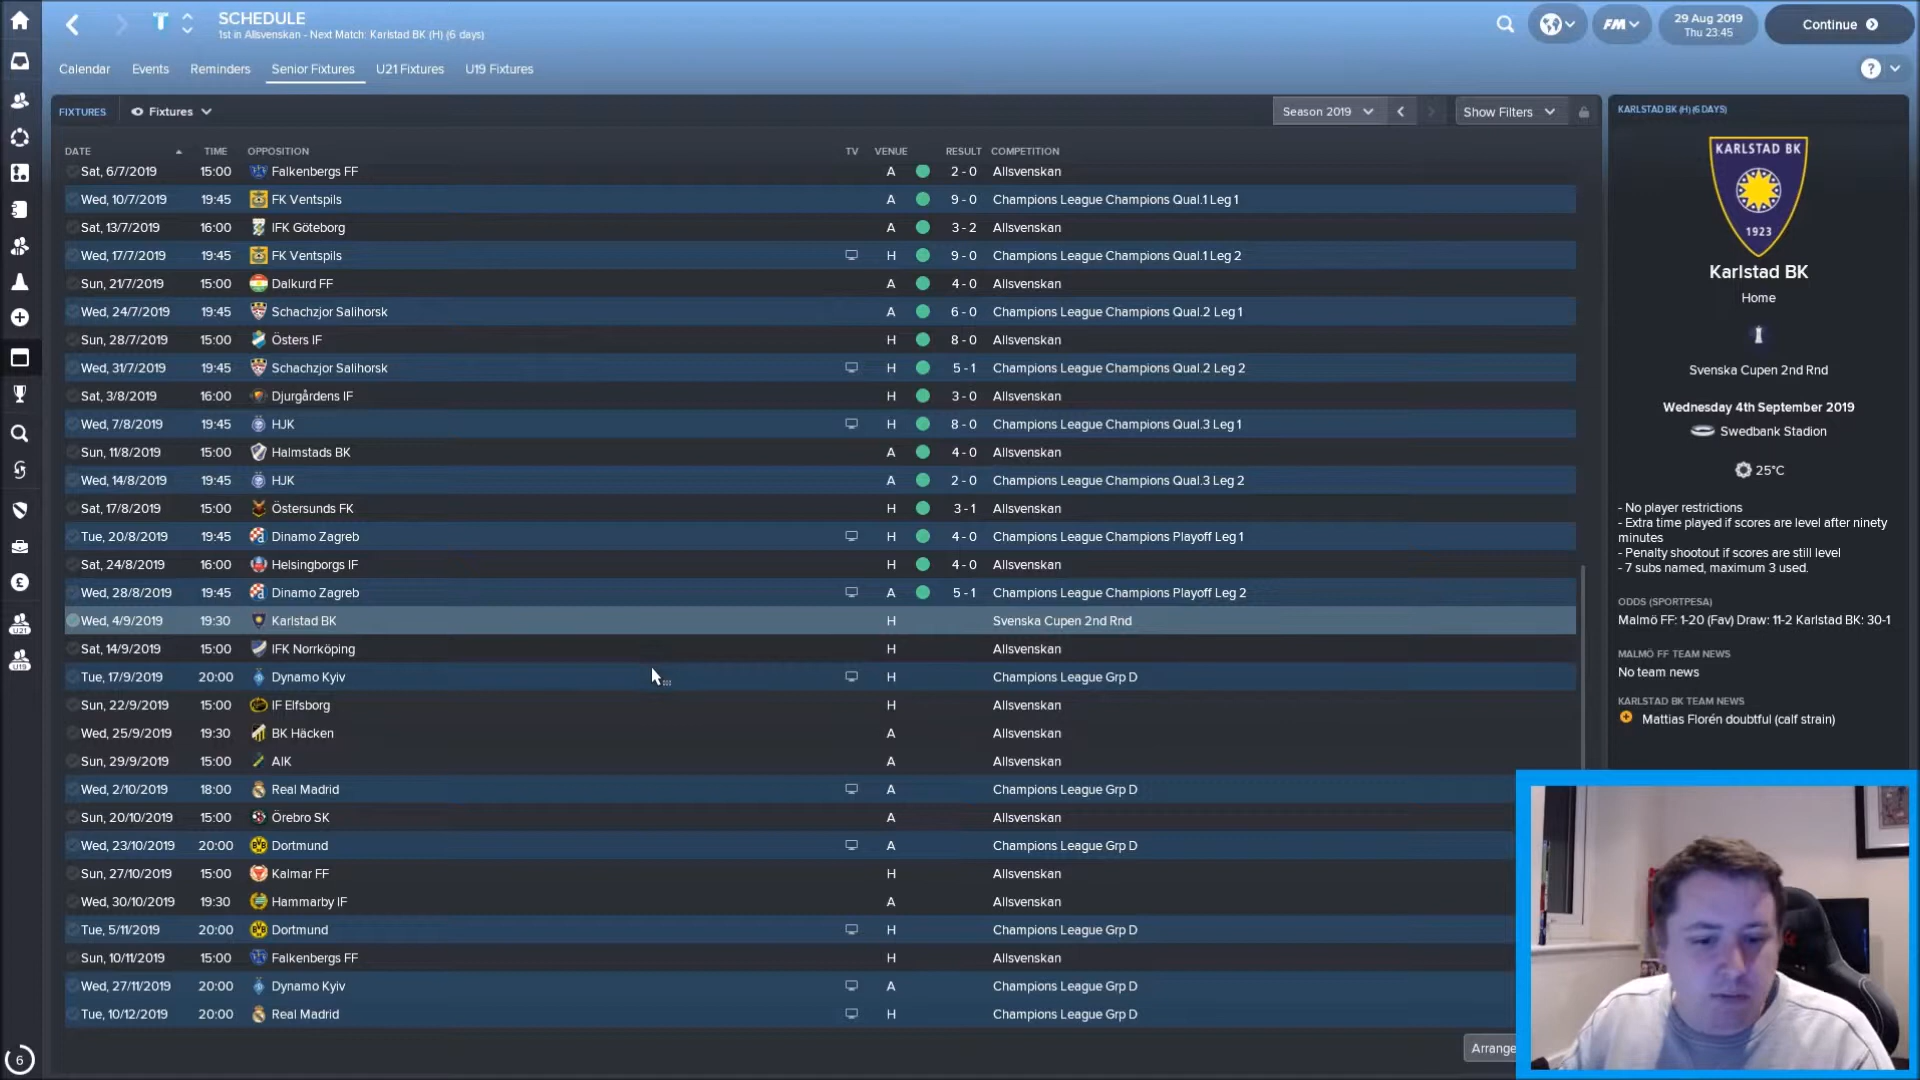 SCHEDULE
1st in Allsvenskan - Next Match: Karlstad BK (H) (6 days)
FM
29 Aug 2019
Thu 23:45
Continue
Calendar Events Reminders Senior Fixtures U21 Fixtures U19 Fixtures
?
FIXTURES Fixtures Season 2019 Show Filters
DATE TIME OPPOSITION TV VENUE RESULT COMPETITION
Sat, 6/7/2019 15:00 Falkenbergs FF A 2 - 0 Allsvenskan
Wed, 10/7/2019 19:45 FK Ventspils A 9 - 0 Champions League Champions Qual.1 Leg 1
Sat, 13/7/2019 16:00 IFK Göteborg A 3 - 2 Allsvenskan
Wed, 17/7/2019 19:45 FK Ventspils H 9 - 0 Champions League Champions Qual.1 Leg 2
Sun, 21/7/2019 15:00 Dalkurd FF A 4 - 0 Allsvenskan
Wed, 24/7/2019 19:45 Schachzjor Salihorsk A 6 - 0 Champions League Champions Qual.2 Leg 1
Sun, 28/7/2019 15:00 Östers IF H 8 - 0 Allsvenskan
Wed, 31/7/2019 19:45 Schachzjor Salihorsk H 5 - 1 Champions League Champions Qual.2 Leg 2
Sat, 3/8/2019 16:00 Djurgårdens IF H 3 - 0 Allsvenskan
Wed, 7/8/2019 19:45 HJK H 8 - 0 Champions League Champions Qual.3 Leg 1
Sun, 11/8/2019 15:00 Halmstads BK A 4 - 0 Allsvenskan
Wed, 14/8/2019 19:45 HJK A 2 - 0 Champions League Champions Qual.3 Leg 2
Sat, 17/8/2019 15:00 Östersunds FK H 3 - 1 Allsvenskan
Tue, 20/8/2019 19:45 Dinamo Zagreb H 4 - 0 Champions League Champions Playoff Leg 1
Sat, 24/8/2019 16:00 Helsingborgs IF H 4 - 0 Allsvenskan
Wed, 28/8/2019 19:45 Dinamo Zagreb A 5 - 1 Champions League Champions Playoff Leg 2
Wed, 4/9/2019 19:30 Karlstad BK H Svenska Cupen 2nd Rnd
Sat, 14/9/2019 15:00 IFK Norrköping H Allsvenskan
Tue, 17/9/2019 20:00 Dynamo Kyiv H Champions League Grp D
Sun, 22/9/2019 15:00 IF Elfsborg H Allsvenskan
Wed, 25/9/2019 19:30 BK Häcken A Allsvenskan
Sun, 29/9/2019 15:00 AIK A Allsvenskan
Wed, 2/10/2019 18:00 Real Madrid A Champions League Grp D
Sun, 20/10/2019 15:00 Örebro SK A Allsvenskan
Wed, 23/10/2019 20:00 Dortmund A Champions League Grp D
Sun, 27/10/2019 15:00 Kalmar FF H Allsvenskan
Wed, 30/10/2019 19:30 Hammarby IF A Allsvenskan
Tue, 5/11/2019 20:00 Dortmund H Champions League Grp D
Sun, 10/11/2019 15:00 Falkenbergs FF H Allsvenskan
Wed, 27/11/2019 20:00 Dynamo Kyiv A Champions League Grp D
Tue, 10/12/2019 20:00 Real Madrid H Champions League Grp D
Arrange
KARLSTAD BK (H) (6 DAYS)
KARLSTAD BK
1923
Karlstad BK
Home
Svenska Cupen 2nd Rnd
Wednesday 4th September 2019
Swedbank Stadion
25°C
- No player restrictions
- Extra time played if scores are level after ninety
minutes
- Penalty shootout if scores are still level
- 7 subs named, maximum 3 used.
ODDS (SPORTPESA)
Malmö FF: 1-20 (Fav) Draw: 11-2 Karlstad BK: 30-1
MALMÖ FF TEAM NEWS
No team news
KARLSTAD BK TEAM NEWS
Mattias Florén doubtful (calf strain)
U21
U19
6